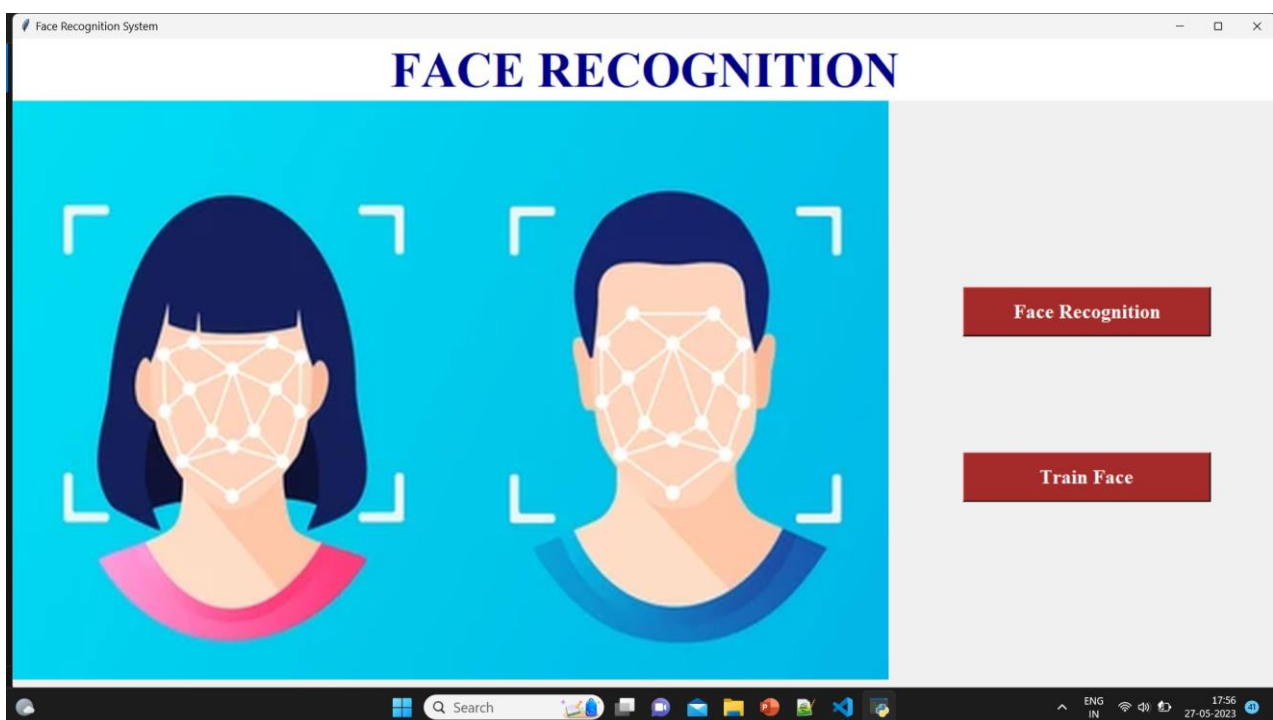 Face Recognition System
FACE RECOGNITION
Face Recognition
Train Face
Search
ENG
IN
17:56
27-05-2023
41